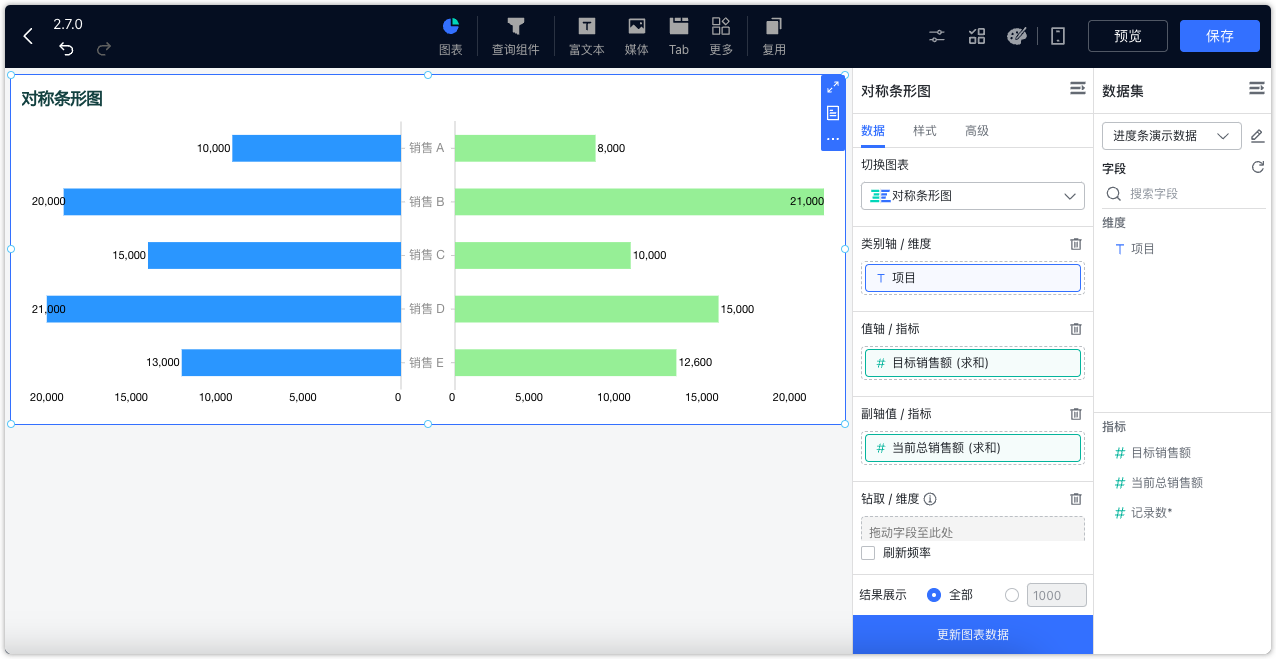 2.7.0
图表
查询组件
富文本
媒体
Tab
更多
复用
预览
保存
对称条形图
10,000
销售 A
8,000
20,000
销售 B
21,000
15,000
销售 C
10,000
21,000
销售 D
15,000
13,000
销售 E
12,600
20,000
15,000
10,000
5,000
0
0
5,000
10,000
15,000
20,000
对称条形图
数据
样式
高级
切换图表
对称条形图
类别轴 / 维度
T 项目
值轴 / 指标
# 目标销售额 (求和)
副轴值 / 指标
# 当前总销售额 (求和)
钻取 / 维度
拖动字段至此处
刷新频率
结果展示
全部
1000
更新图表数据
数据集
进度条演示数据
字段
搜索字段
维度
T 项目
指标
# 目标销售额
# 当前总销售额
# 记录数*